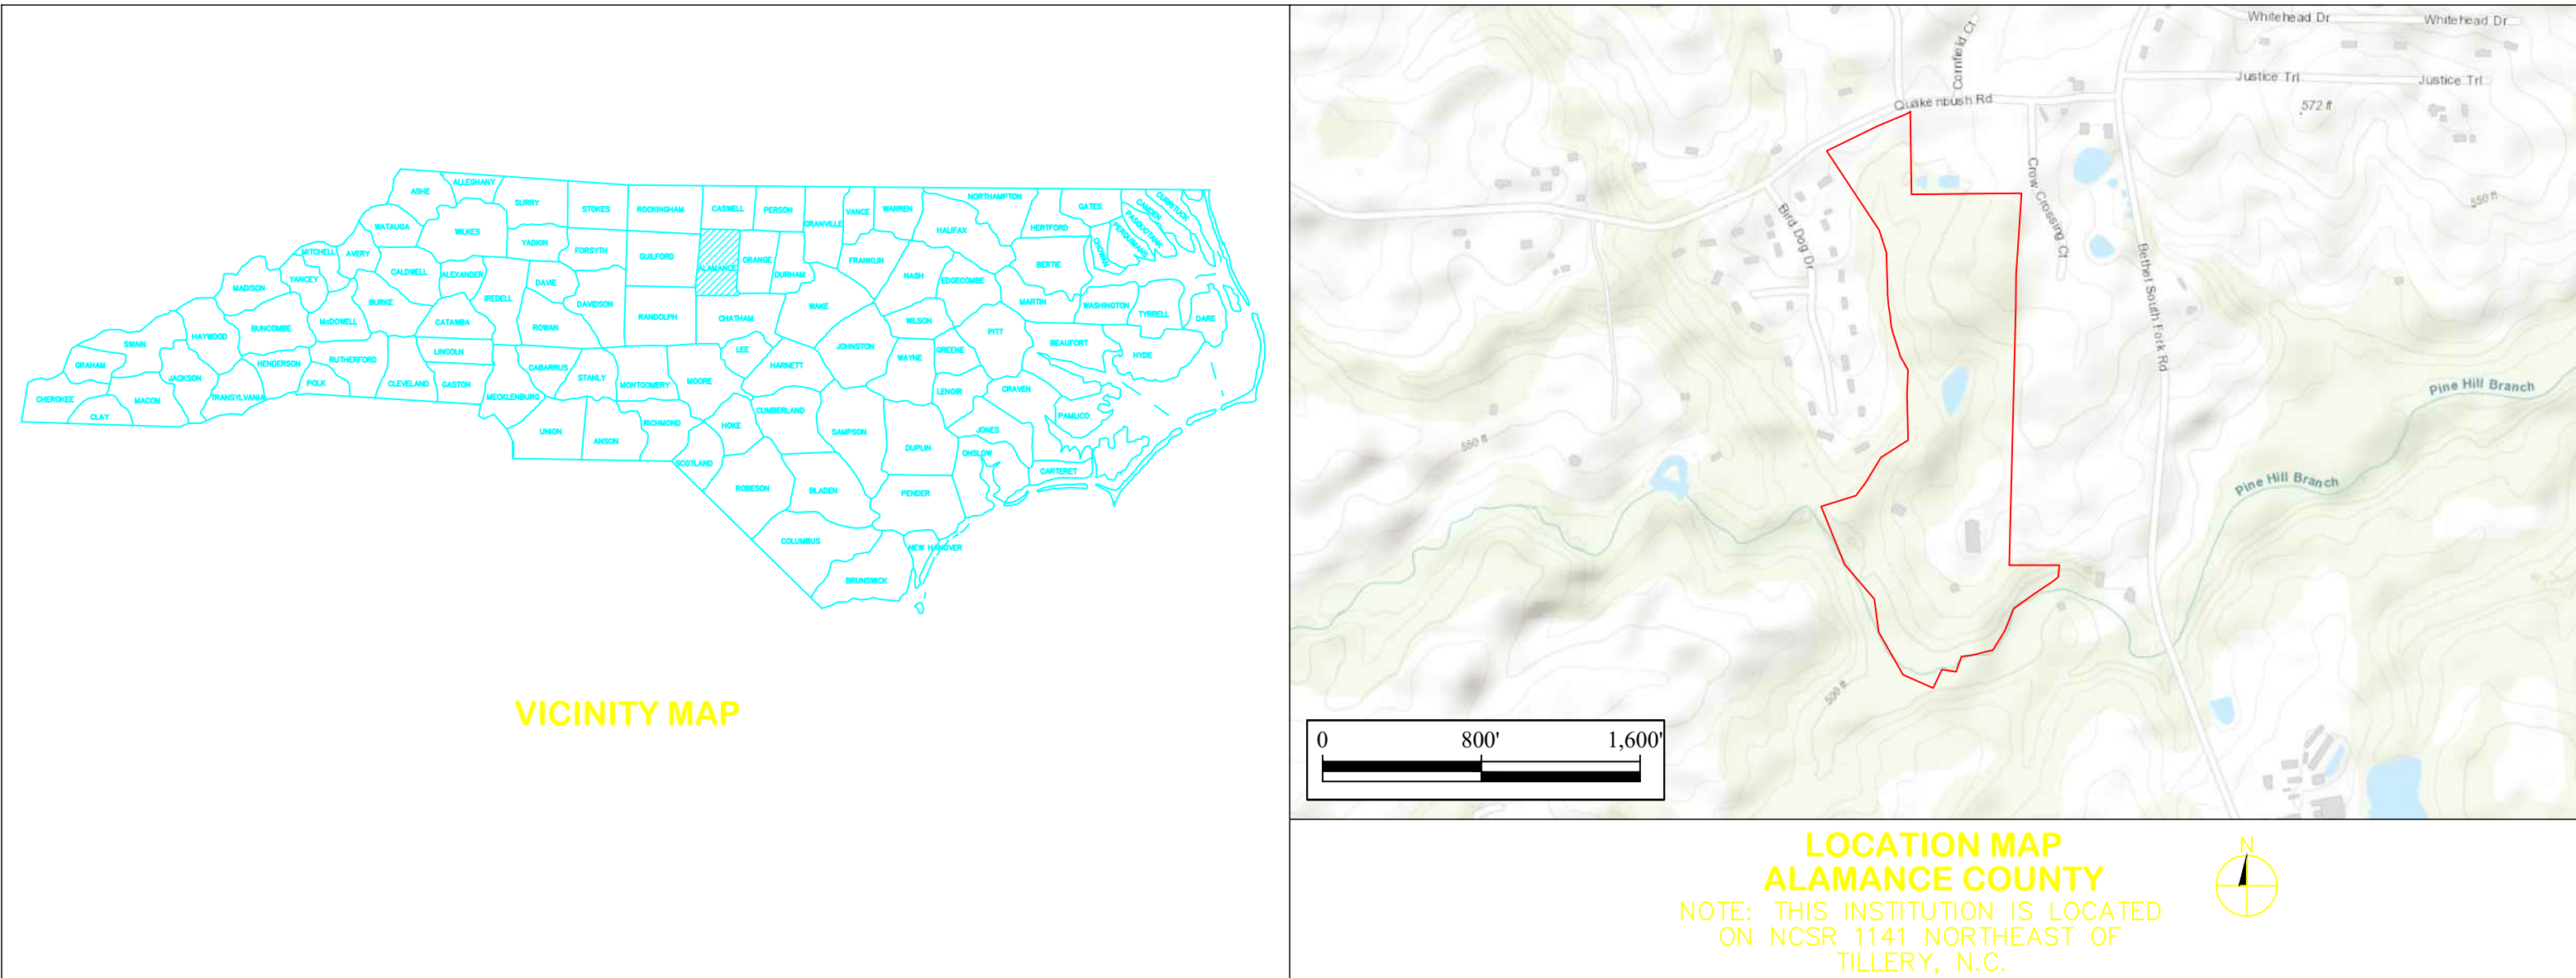 ASHE
ALLEGHANY
SURRY
STOKES
ROCKINGHAM
CASWELL
PERSON
GRANVILLE
VANCE
WARREN
NORTHAMPTON
GATES
CAMDEN
CURRITUCK
PASQUOTANK
PERQUIMANS
CHOWAN
HERTFORD
HALIFAX
WATAUGA
WILKES
YADKIN
FORSYTH
GUILFORD
ALAMANCE
ORANGE
DURHAM
FRANKLIN
NASH
EDGECOMBE
BERTIE
MARTIN
WASHINGTON
TYRRELL
DARE
MITCHELL
AVERY
YANCEY
CALDWELL
ALEXANDER
IREDELL
DAVIE
DAVIDSON
RANDOLPH
CHATHAM
WAKE
WILSON
PITT
BEAUFORT
HYDE
MADISON
BUNCOMBE
McDOWELL
BURKE
CATAWBA
ROWAN
LINCOLN
LEE
JOHNSTON
WAYNE
GREENE
HARNETT
LENOIR
CRAVEN
PAMLICO
SWAIN
HAYWOOD
HENDERSON
RUTHERFORD
POLK
CLEVELAND
GASTON
MECKLENBURG
CABARRUS
STANLY
MONTGOMERY
MOORE
GRAHAM
JACKSON
TRANSYLVANIA
CHEROKEE
CLAY
MACON
UNION
ANSON
RICHMOND
SCOTLAND
HOKE
CUMBERLAND
SAMPSON
DUPLIN
JONES
ONSLOW
CARTERET
ROBESON
BLADEN
PENDER
COLUMBUS
NEW HANOVER
BRUNSWICK
VICINITY MAP
Whitehead Dr
Whitehead Dr
Cornfield Ct
Quakenbush Rd
Justice Trl
Justice Trl
572 ft
Crow Crossing Ct
Bird Dog Dr
550 ft
Bethel South Fork Rd
Pine Hill Branch
550 ft
Pine Hill Branch
500 ft
0 800' 1,600'
LOCATION MAP
ALAMANCE COUNTY
NOTE: THIS INSTITUTION IS LOCATED
ON NCSR 1141 NORTHEAST OF
TILLERY, N.C.
N